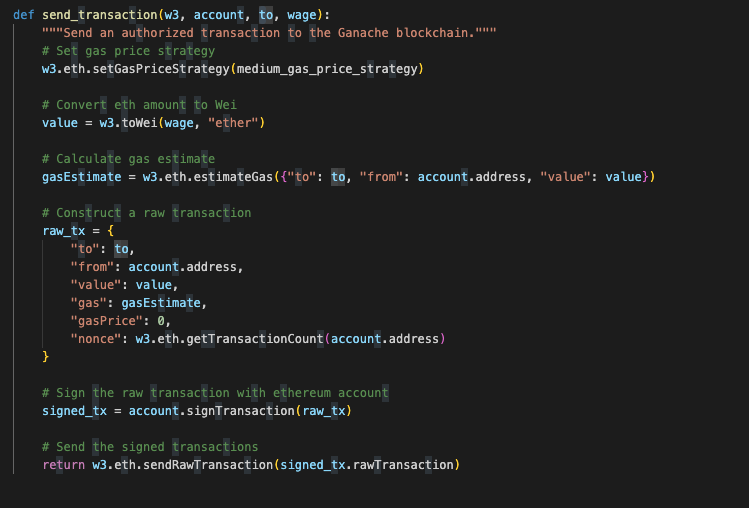 def send_transaction(w3, account, to, wage):
    """Send an authorized transaction to the Ganache blockchain."""
    # Set gas price strategy
    w3.eth.setGasPriceStrategy(medium_gas_price_strategy)

    # Convert eth amount to Wei
    value = w3.toWei(wage, "ether")

    # Calculate gas estimate
    gasEstimate = w3.eth.estimateGas({"to": to, "from": account.address, "value": value})

    # Construct a raw transaction
    raw_tx = {
        "to": to,
        "from": account.address,
        "value": value,
        "gas": gasEstimate,
        "gasPrice": 0,
        "nonce": w3.eth.getTransactionCount(account.address)
    }

    # Sign the raw transaction with ethereum account
    signed_tx = account.signTransaction(raw_tx)

    # Send the signed transactions
    return w3.eth.sendRawTransaction(signed_tx.rawTransaction)